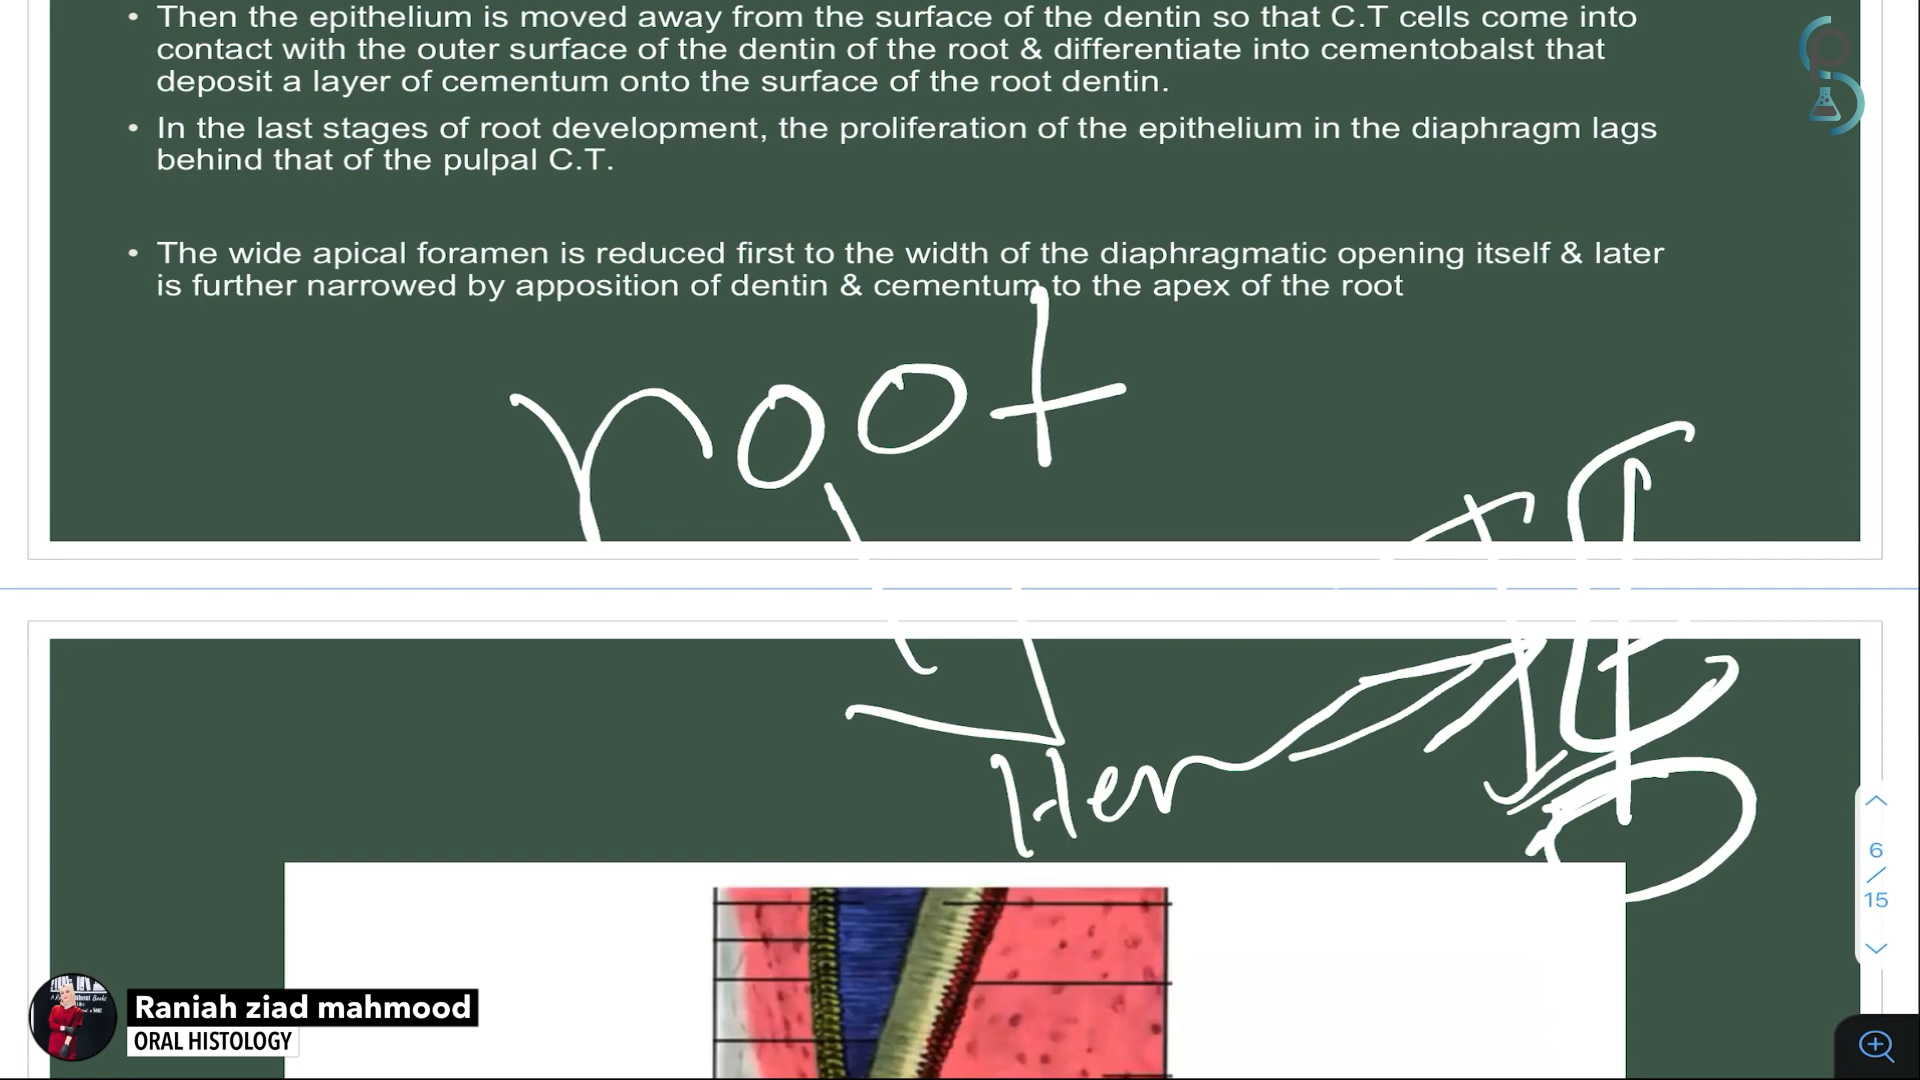 • Then the epithelium is moved away from the surface of the dentin so that C.T cells come into
contact with the outer surface of the dentin of the root & differentiate into cementobalst that
deposit a layer of cementum onto the surface of the root dentin.
• In the last stages of root development, the proliferation of the epithelium in the diaphragm lags
behind that of the pulpal C.T.
• The wide apical foramen is reduced first to the width of the diaphragmatic opening itself & later
is further narrowed by apposition of dentin & cementum to the apex of the root
root
Her
6
/
15
Raniah ziad mahmood
ORAL HISTOLOGY